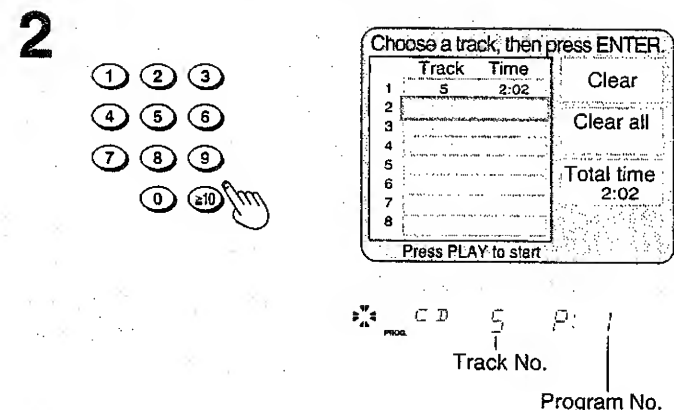 2
1 2 3
4 5 6
7 8 9
0 ≧10
Choose a track, then press ENTER.
Track Time
1 5 2:02
2
3
4
5
6
7
8
Clear
Clear all
Total time
2:02
Press PLAY to start
PROG. CD 5 P: 1
Track No.
Program No.